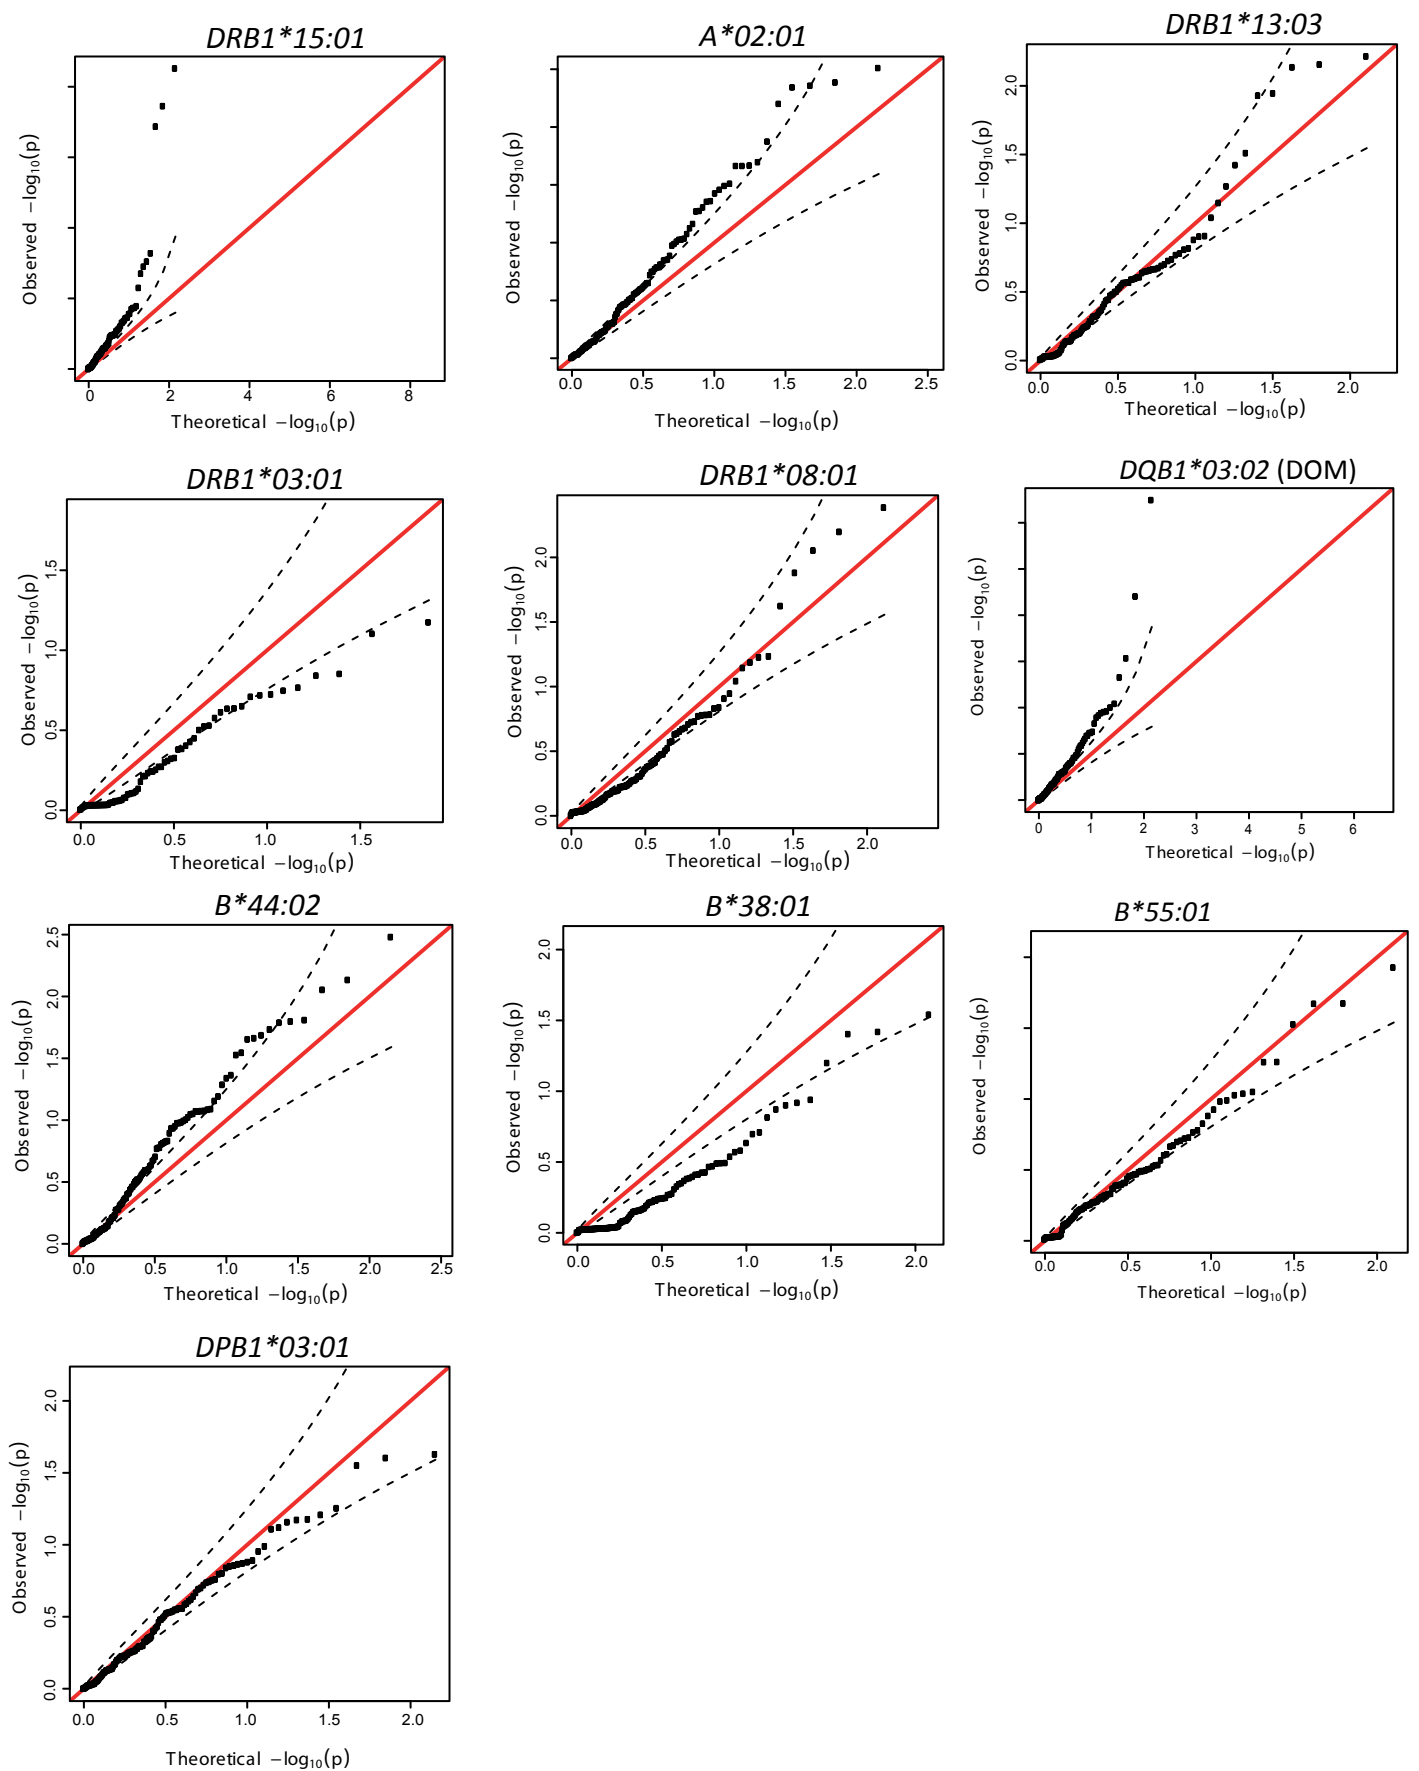 DRB1*15:01
Observed −log10(p)
0 2 4 6 8
Theoretical −log10(p)
A*02:01
Observed −log10(p)
0.0 0.5 1.0 1.5 2.0 2.5
Theoretical −log10(p)
DRB1*13:03
Observed −log10(p)
2.0
1.5
1.0
0.5
0.0
0.0 0.5 1.0 1.5 2.0
Theoretical −log10(p)
DRB1*03:01
Observed −log10(p)
1.5
1.0
0.5
0.0
0.0 0.5 1.0 1.5
Theoretical −log10(p)
DRB1*08:01
Observed −log10(p)
2.0
1.5
1.0
0.5
0.0
0.0 0.5 1.0 1.5 2.0
Theoretical −log10(p)
DQB1*03:02 (DOM)
Observed −log10(p)
0 1 2 3 4 5 6
Theoretical −log10(p)
B*44:02
Observed −log10(p)
2.5
2.0
1.5
1.0
0.5
0.0
0.0 0.5 1.0 1.5 2.0 2.5
Theoretical −log10(p)
B*38:01
Observed −log10(p)
2.0
1.5
1.0
0.5
0.0
0.0 0.5 1.0 1.5 2.0
Theoretical −log10(p)
B*55:01
Observed −log10(p)
0.0 0.5 1.0 1.5 2.0
Theoretical −log10(p)
DPB1*03:01
Observed −log10(p)
2.0
1.5
1.0
0.5
0.0
0.0 0.5 1.0 1.5 2.0
Theoretical −log10(p)